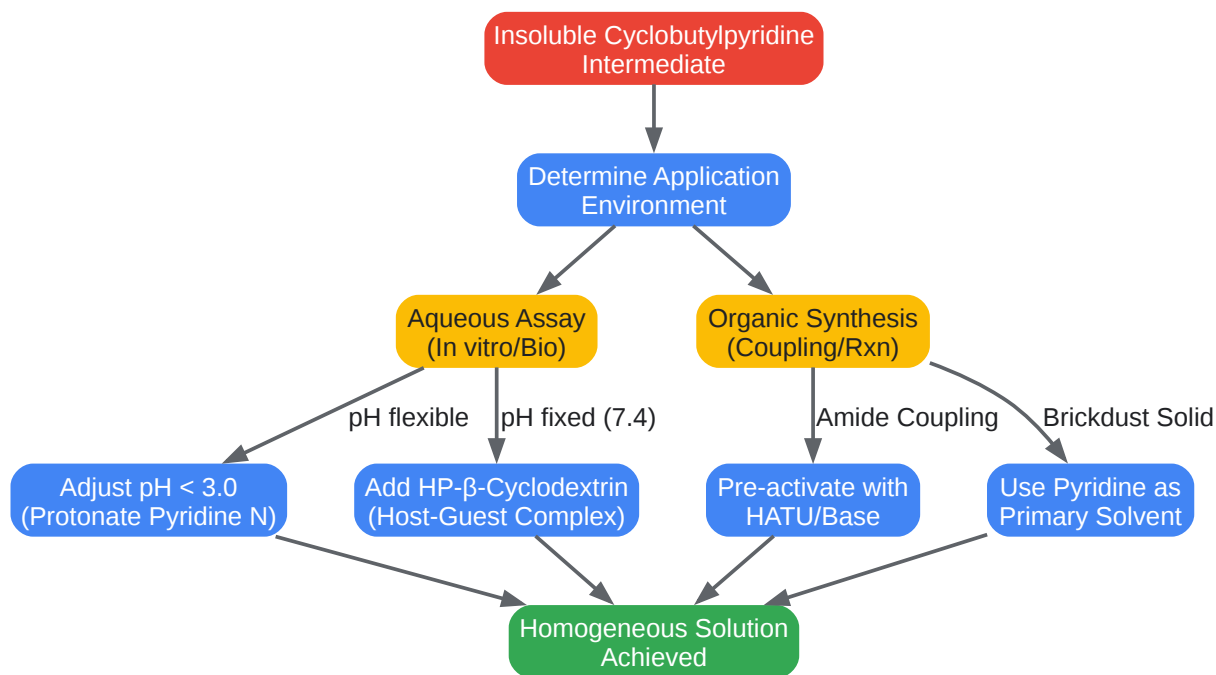 Insoluble Cyclobutylpyridine
Intermediate
Determine Application
Environment
Aqueous Assay
(In vitro/Bio)
Organic Synthesis
(Coupling/Rxn)
pH flexible
pH fixed (7.4)
Amide Coupling
Brickdust Solid
Adjust pH < 3.0
(Protonate Pyridine N)
Add HP-β-Cyclodextrin
(Host-Guest Complex)
Pre-activate with
HATU/Base
Use Pyridine as
Primary Solvent
Homogeneous Solution
Achieved